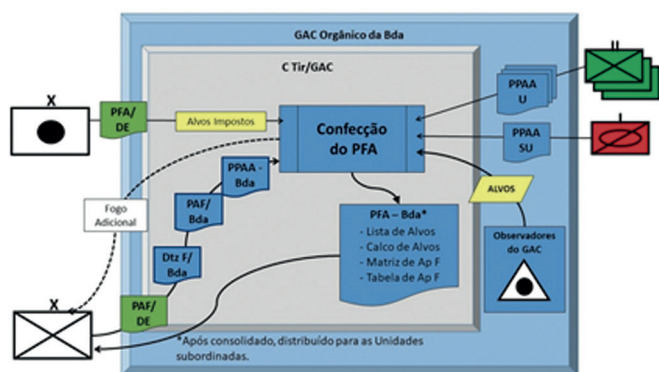 GAC Orgânico da Bda
C Tir/GAC
X
PFA/
DE
Alvos Impostos
Confecção
do PFA
PPAA
U
II
PPAA
SU
I
ALVOS
Observadores
do GAC
PPAA -
Bda
PAF/
Bda
Dtz F/
Bda
PAF/
DE
Fogo
Adicional
X
PFA – Bda*
- Lista de Alvos
- Calco de Alvos
- Matriz de Ap F
- Tabela de Ap F
*Após consolidado, distribuído para as Unidades
subordinadas.